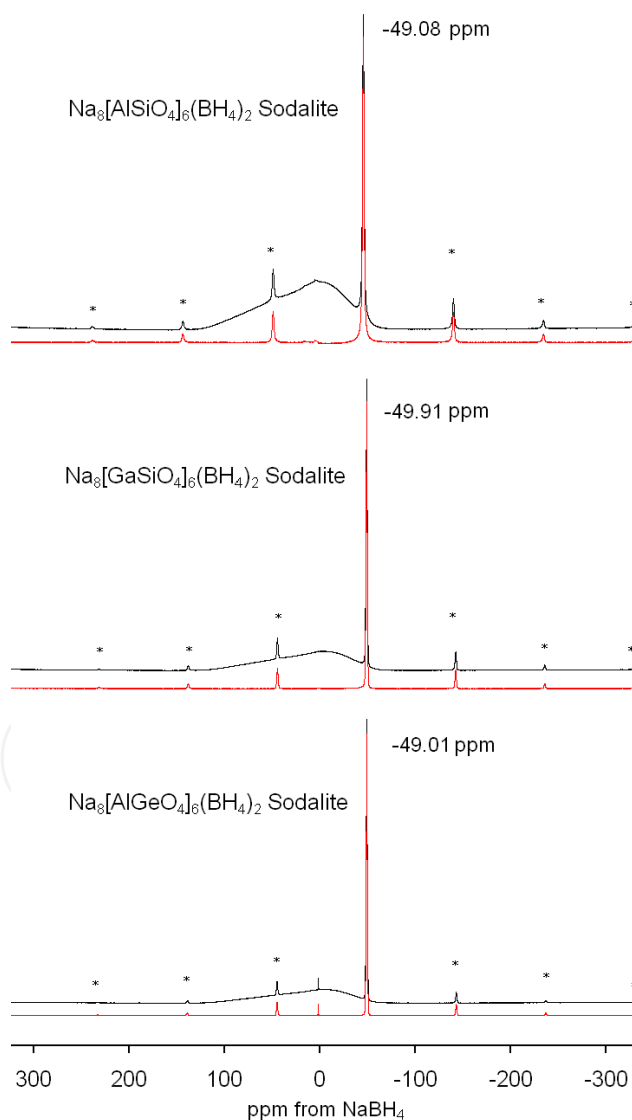 -49.08 ppm
Na₈[AlSiO₄]₆(BH₄)₂ Sodalite
* * * * * *
-49.91 ppm
Na₈[GaSiO₄]₆(BH₄)₂ Sodalite
* * * * * * *
-49.01 ppm
Na₈[AlGeO₄]₆(BH₄)₂ Sodalite
* * * * * *
300 200 100 0 -100 -200 -300
ppm from NaBH₄